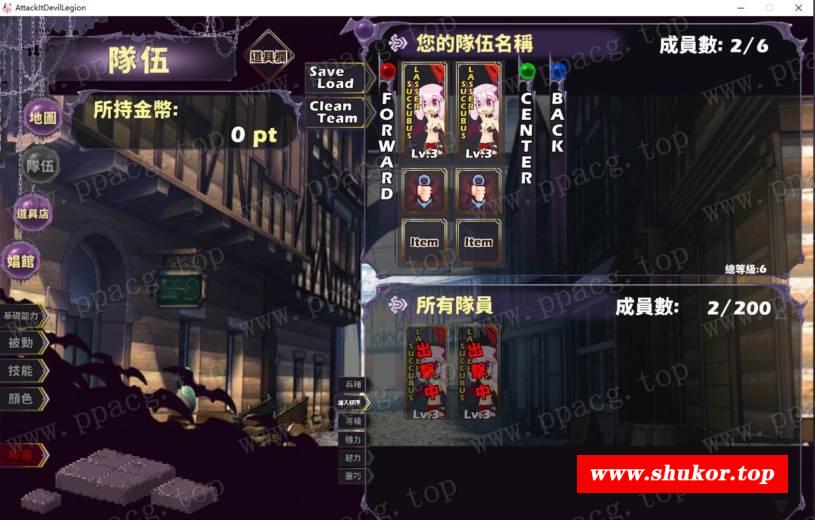 AttackItDevilLegion
隊伍
道具欄
Save
Load
Clean
Team
所持金幣:
0 pt
地圖
隊伍
道具店
娼館
基礎能力
被動
技能
顏色
您的隊伍名稱
成員數: 2/6
FORWARD
LASSER SUCCUBUS
Lv:3
LASSER SUCCUBUS
Lv:3
CENTER
BACK
Item
Item
總等級:6
所有隊員
成員數: 2/200
出擊中
Lv:3
出擊中
Lv:3
兵種
加入順序
等級
體力
魅力
靈巧
www.ppacg.top
www.shukor.top